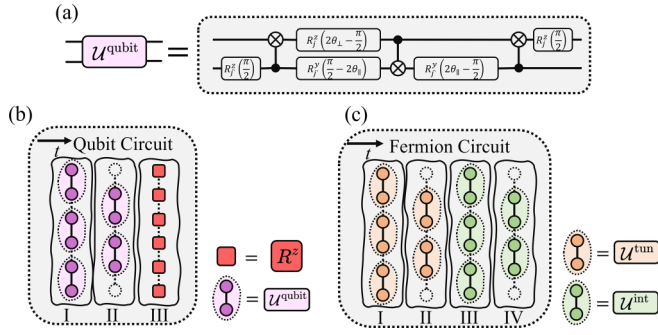 (a)
𝒰^qubit =
R_j^z(π/2) R_j'^y(π/2 − 2θ_∥) R_j^z(2θ_⊥ − π/2) R_j'^y(2θ_∥ − π/2) R_j^z(π/2)
(b)
t
Qubit Circuit
I II III
= R^z
= 𝒰^qubit
(c)
t
Fermion Circuit
I II III IV
= 𝒰^tun
= 𝒰^int